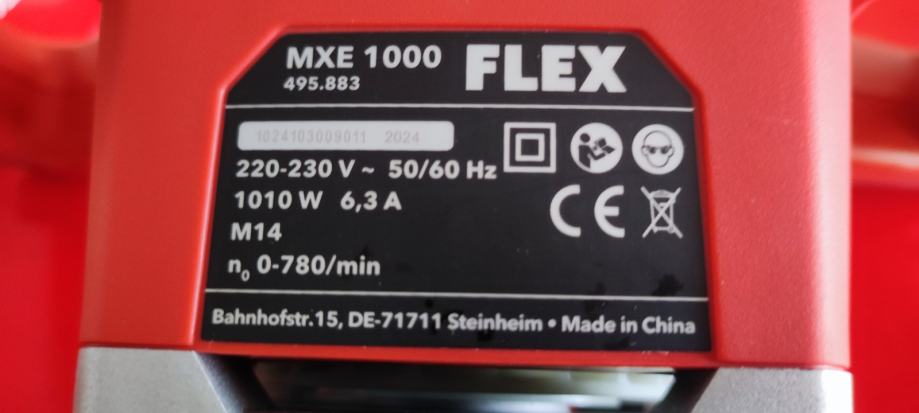 MXE 1000 FLEX
495.883
1024103009011 2024
220-230 V ~ 50/60 Hz
1010 W 6,3 A
CE
M14
n₀ 0-780/min
Bahnhofstr.15, DE-71711 Steinheim • Made in China